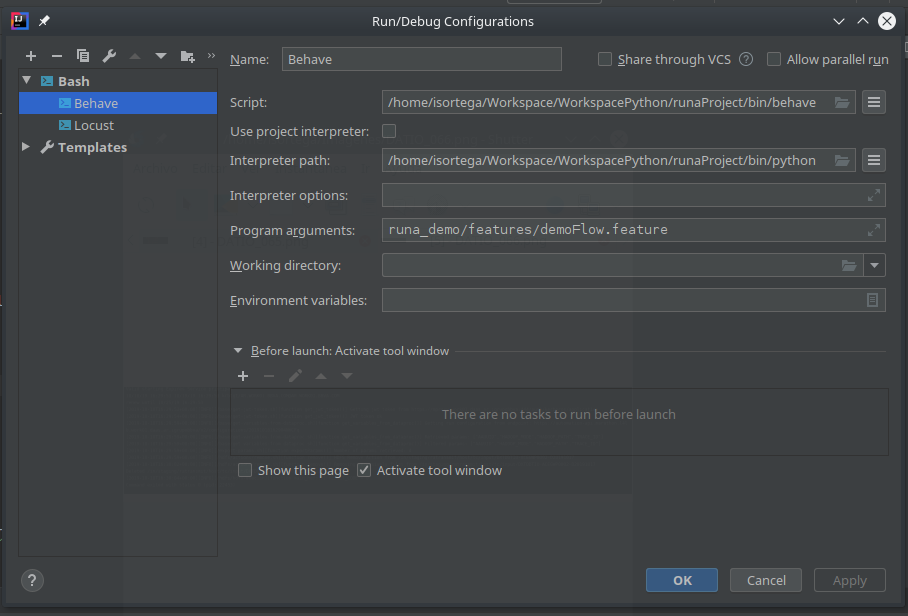 Run/Debug Configurations
Name: Behave Share through VCS ? Allow parallel run
Bash
Behave
Locust
Templates
Script: /home/isortega/Workspace/WorkspacePython/runaProject/bin/behave
Use project interpreter:
Interpreter path: /home/isortega/Workspace/WorkspacePython/runaProject/bin/python
Interpreter options:
Program arguments: runa_demo/features/demoFlow.feature
Working directory:
Environment variables:
Before launch: Activate tool window
There are no tasks to run before launch
Show this page Activate tool window
? OK Cancel Apply